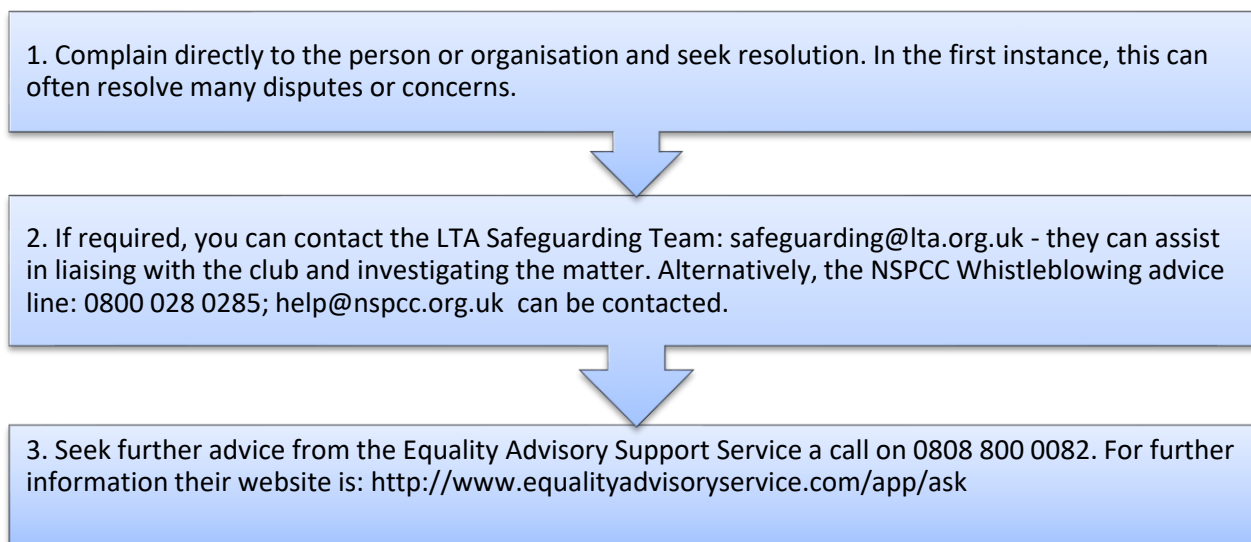 1. Complain directly to the person or organisation and seek resolution. In the first instance, this can
often resolve many disputes or concerns.
2. If required, you can contact the LTA Safeguarding Team: safeguarding@lta.org.uk - they can assist
in liaising with the club and investigating the matter. Alternatively, the NSPCC Whistleblowing advice
line: 0800 028 0285; help@nspcc.org.uk  can be contacted.
3. Seek further advice from the Equality Advisory Support Service a call on 0808 800 0082. For further
information their website is: http://www.equalityadvisoryservice.com/app/ask